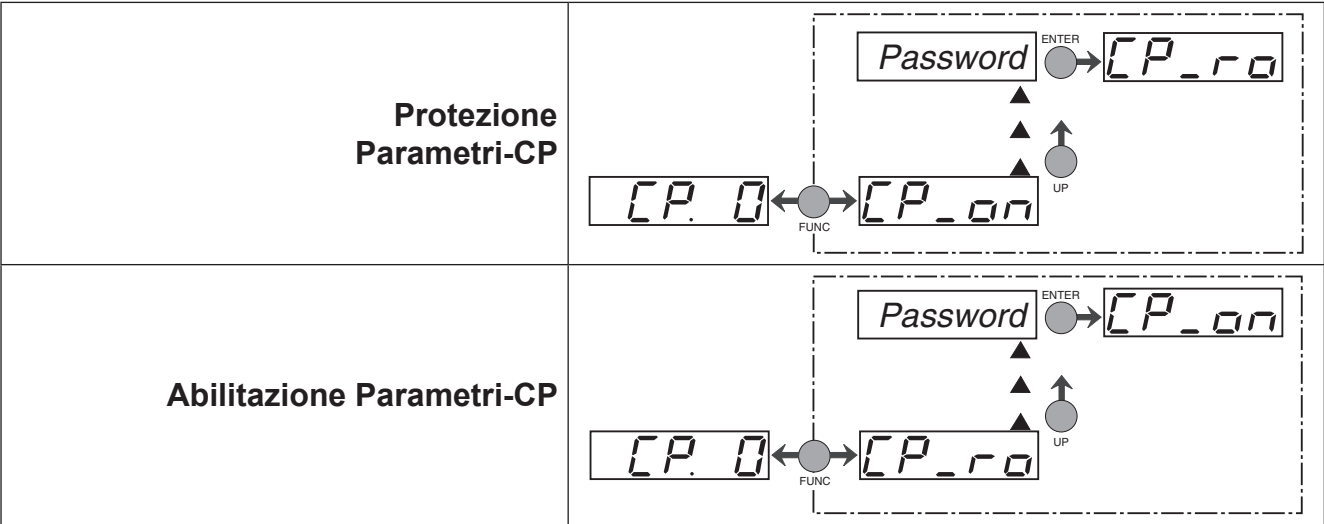 Protezione
Parametri-CP
Password
ENTER
CP_ro
UP
CP. 0
FUNC
CP_on
Abilitazione Parametri-CP
Password
ENTER
CP_on
UP
CP. 0
FUNC
CP_ro